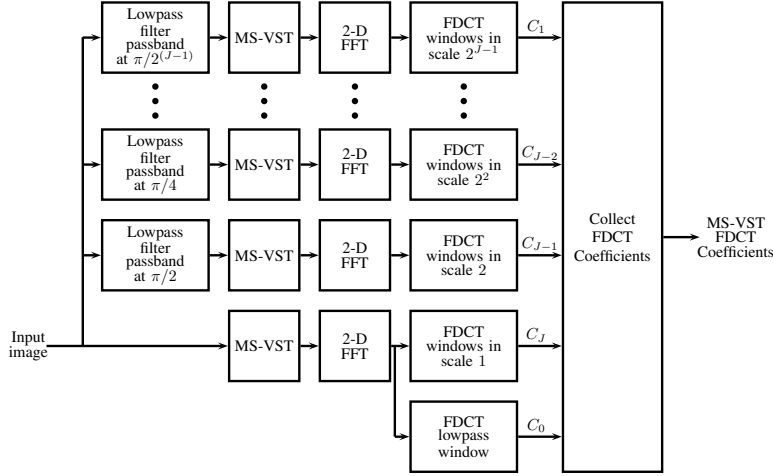 Lowpass
filter
passband
at π/2^(J−1)
MS-VST
2-D
FFT
FDCT
windows in
scale 2^J−1
C_1
Lowpass
filter
passband
at π/4
MS-VST
2-D
FFT
FDCT
windows in
scale 2^2
C_J−2
Lowpass
filter
passband
at π/2
MS-VST
2-D
FFT
FDCT
windows in
scale 2
C_J−1
Input
image
MS-VST
2-D
FFT
FDCT
windows in
scale 1
C_J
FDCT
lowpass
window
C_0
Collect
FDCT
Coefficients
MS-VST
FDCT
Coefficients